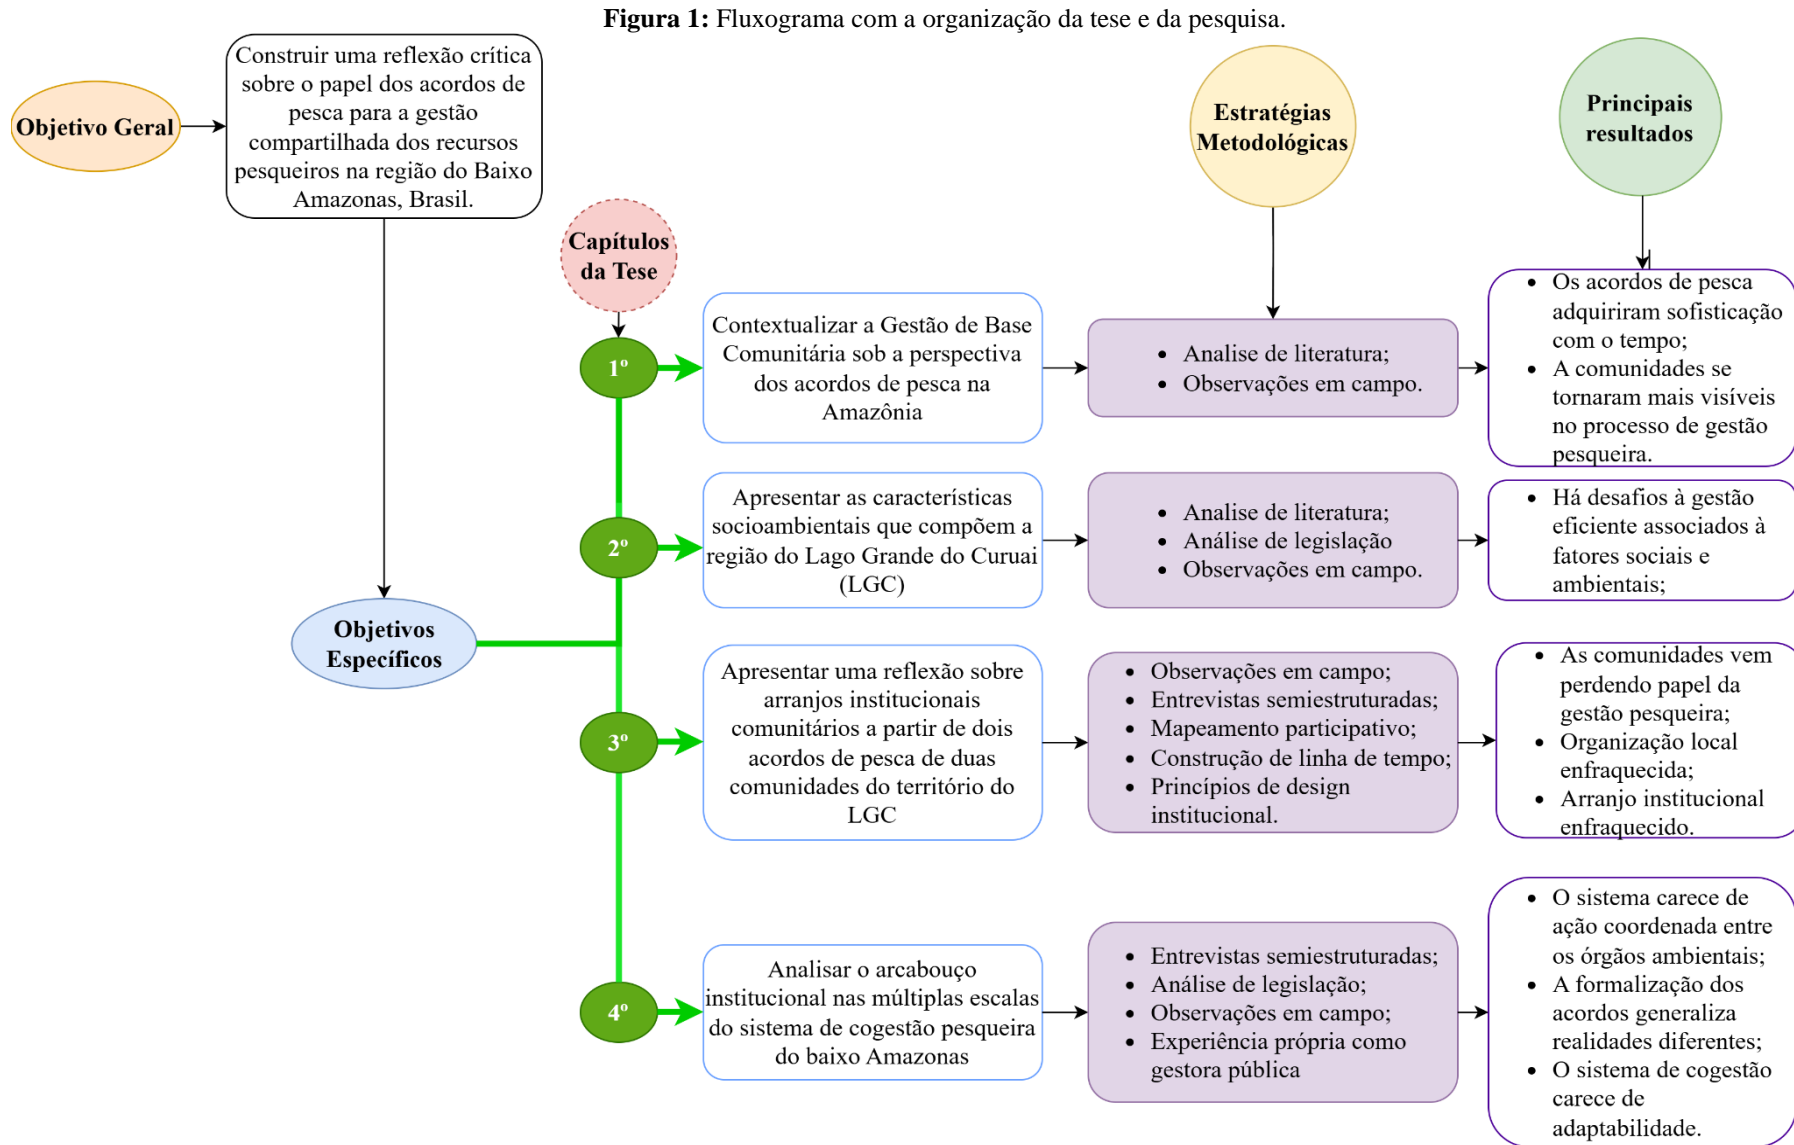 Figura 1: Fluxograma com a organização da tese e da pesquisa.
Objetivo Geral
Construir uma reflexão crítica
sobre o papel dos acordos de
pesca para a gestão
compartilhada dos recursos
pesqueiros na região do Baixo
Amazonas, Brasil.
Estratégias
Metodológicas
Principais
resultados
Capítulos
da Tese
Objetivos
Específicos
1º
Contextualizar a Gestão de Base
Comunitária sob a perspectiva
dos acordos de pesca na
Amazônia
• Analise de literatura;
• Observações em campo.
• Os acordos de pesca
adquiriram sofisticação
com o tempo;
• A comunidades se
tornaram mais visíveis
no processo de gestão
pesqueira.
2º
Apresentar as características
socioambientais que compõem a
região do Lago Grande do Curuai
(LGC)
• Analise de literatura;
• Análise de legislação
• Observações em campo.
• Há desafios à gestão
eficiente associados à
fatores sociais e
ambientais;
3º
Apresentar uma reflexão sobre
arranjos institucionais
comunitários a partir de dois
acordos de pesca de duas
comunidades do território do
LGC
• Observações em campo;
• Entrevistas semiestruturadas;
• Mapeamento participativo;
• Construção de linha de tempo;
• Princípios de design
institucional.
• As comunidades vem
perdendo papel da
gestão pesqueira;
• Organização local
enfraquecida;
• Arranjo institucional
enfraquecido.
4º
Analisar o arcabouço
institucional nas múltiplas escalas
do sistema de cogestão pesqueira
do baixo Amazonas
• Entrevistas semiestruturadas;
• Análise de legislação;
• Observações em campo;
• Experiência própria como
gestora pública
• O sistema carece de
ação coordenada entre
os órgãos ambientais;
• A formalização dos
acordos generaliza
realidades diferentes;
• O sistema de cogestão
carece de
adaptabilidade.